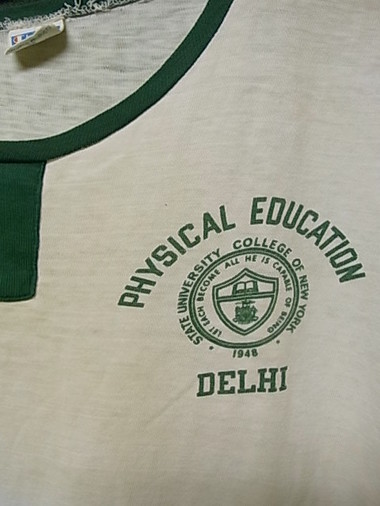 PHYSICAL EDUCATION
STATE UNIVERSITY COLLEGE OF NEW YORK
LET EACH BECOME ALL HE IS CAPABLE OF BEING
1948
DELHI